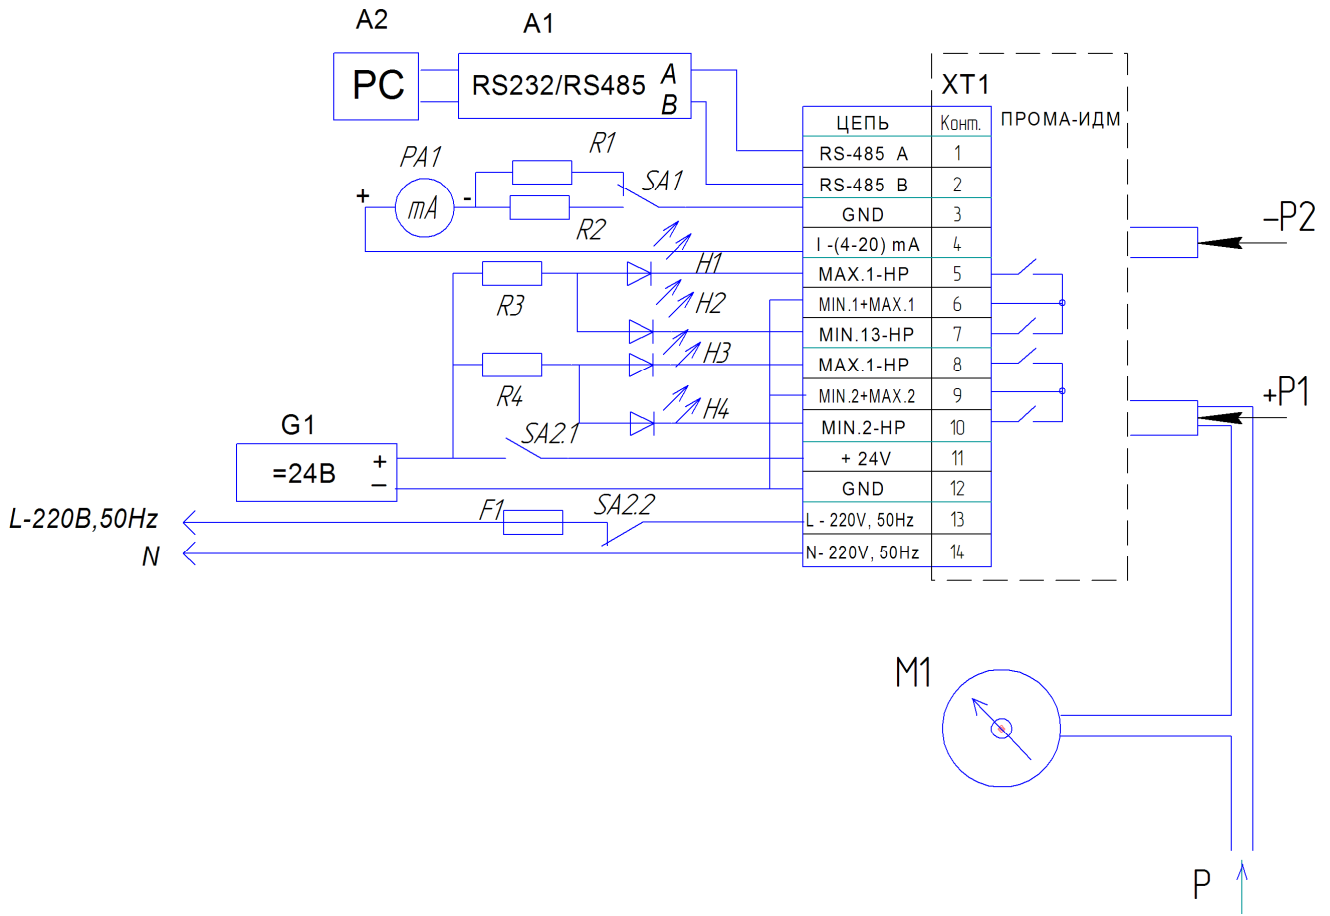 A2
A1
PC
RS232/RS485
A
B
XT1
ПРОМА-ИДМ
ЦЕПЬ Конт.
RS-485 A 1
RS-485 B 2
GND 3
I -(4-20) mA 4
MAX.1-HP 5
MIN.1+MAX.1 6
MIN.13-HP 7
MAX.1-HP 8
MIN.2+MAX.2 9
MIN.2-HP 10
+ 24V 11
GND 12
L - 220V, 50Hz 13
N- 220V, 50Hz 14
PA1
+
mA
-
R1
R2
SA1
H1
R3
H2
H3
R4
H4
SA2.1
G1
=24В
+
–
F1
SA2.2
L-220В,50Hz
N
–P2
+P1
M1
P